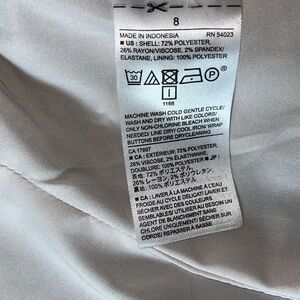 8
MADE IN INDONESIA RN 54023
■ US : SHELL: 72% POLYESTER,
26% RAYON/VISCOSE, 2% SPANDEX/
ELASTANE, LINING: 100% POLYESTER
30 P
1166
MACHINE WASH COLD GENTLE CYCLE/
WASH AND DRY WITH LIKE COLORS/
ONLY NON-CHLORINE BLEACH WHEN
NEEDED/ LINE DRY/ COOL IRON/ WRAP
BUTTONS BEFORE DRYCLEANING
CA 17897
■ CA : EXTÉRIEUR: 72% POLYESTER,
26% VISCOSE, 2% ÉLASTHANNE,
DOUBLURE: 100% POLYESTER ■ JP :
表地: 72% ポリエステル,
26% レーヨン, 2% ポリウレタン,
裏地: 100% ポリエステル
■ CA : LAVER À LA MACHINE À L'EAU
FROIDE AU CYCLE DÉLICAT/ LAVER ET
SÉCHER AVEC DES COULEURS
SEMBLABLES/ UTILISER AU BESOIN UN
AGENT DE BLANCHIMENT SANS
CHLORE/ SÉCHER SUR UNE
CORDE/ REPASSER À BASSE